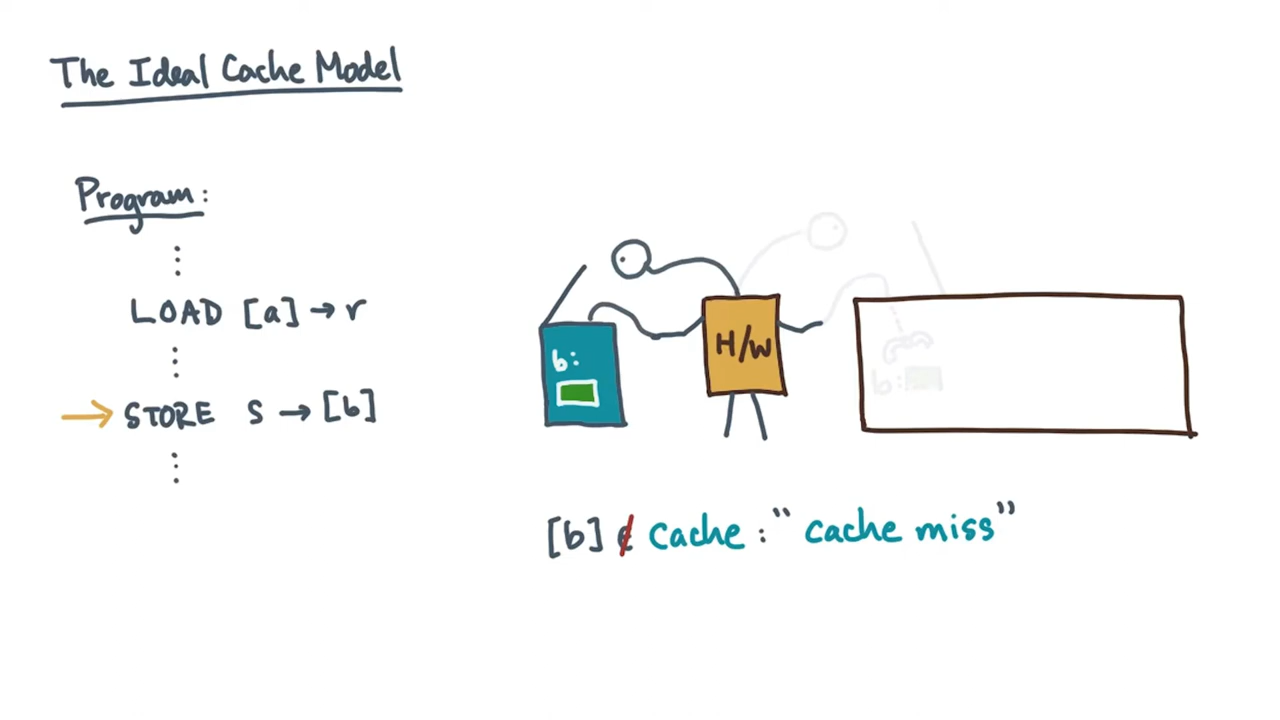 The Ideal Cache Model
Program:
⋮
LOAD [a] → r
⋮
→ STORE S → [b]
⋮
b:
H/W
b:
[b] ∉ cache : "cache miss"